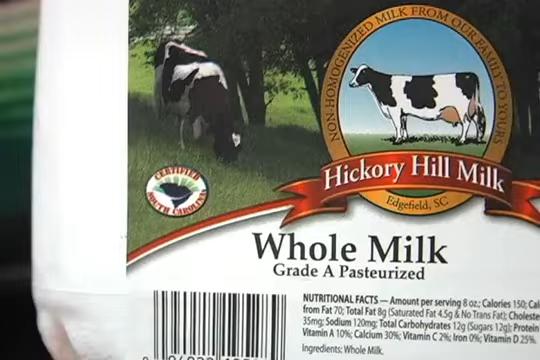 NON-HOMOGENIZED MILK FROM OUR FAMILY TO YOURS
Hickory Hill Milk
Edgefield, SC
CERTIFIED
SOUTH CAROLINA
Whole Milk
Grade A Pasteurized
NUTRITIONAL FACTS — Amount per serving 8 oz.; Calories 150;
from Fat 70; Total Fat 8g (Saturated Fat 4.5g & No Trans Fat);
35mg; Sodium 120mg; Total Carbohydrates 12g (Sugars 12g); Protein
Vitamin A 10%; Calcium 30%; Vitamin C 2%; Iron 0%; Vitamin D 25%.
Ingredients: Whole Milk.